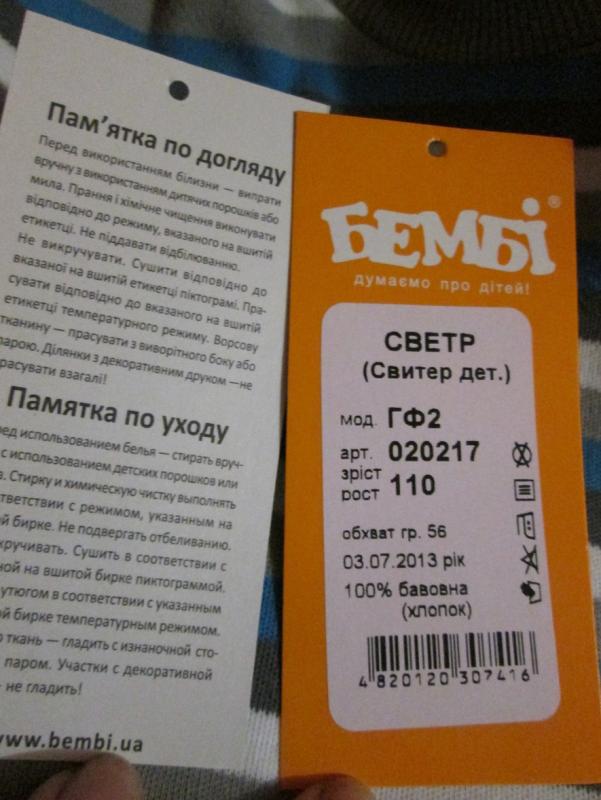 Пам'ятка по догляду
Перед використанням білизни — випрати
вручну з використанням дитячих порошків або
мила. Прання і хімічне чищення виконувати
відповідно до режиму, вказаного на вшитій
етикетці. Не піддавати відбілюванню.
Не викручувати. Сушити відповідно до
вказаної на вшитій етикетці піктограмі. Пра-
сувати відповідно до вказаного на вшитій
етикетці температурного режиму. Ворсову
тканину — прасувати з виворітного боку або
парою. Ділянки з декоративним друком —не
расувати взагалі!
Памятка по уходу
ед использованием белья — стирать вруч-
с использованием детских порошков или
. Стирку и химическую чистку выполнять
тветствии с режимом, указанным на
й бирке. Не подвергать отбеливанию.
кручивать. Сушить в соответствии с
ной на вшитой бирке пиктограммой.
утюгом в соответствии с указанным
й бирке температурным режимом.
ю ткань — гладить с изнаночной сто-
паром. Участки с декоративной
- не гладить!
www.bembi.ua
БЕМБі®
думаємо про дітей!
СВЕТР
(Свитер дет.)
мод. ГФ2
арт. 020217
зріст
рост 110
обхват гр. 56
03.07.2013 рік
100% бавовна
(хлопок)
4 820120 307416